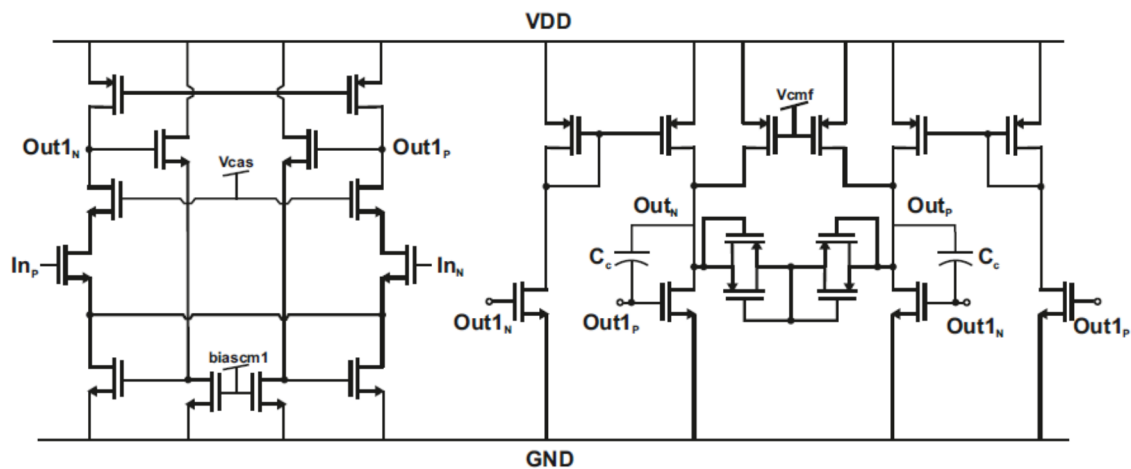 VDD
Vcmf
Out1N
Out1P
Vcas
OutN
OutP
InP
InN
Cc
Cc
Out1N
Out1P
Out1N
Out1P
biascm1
GND